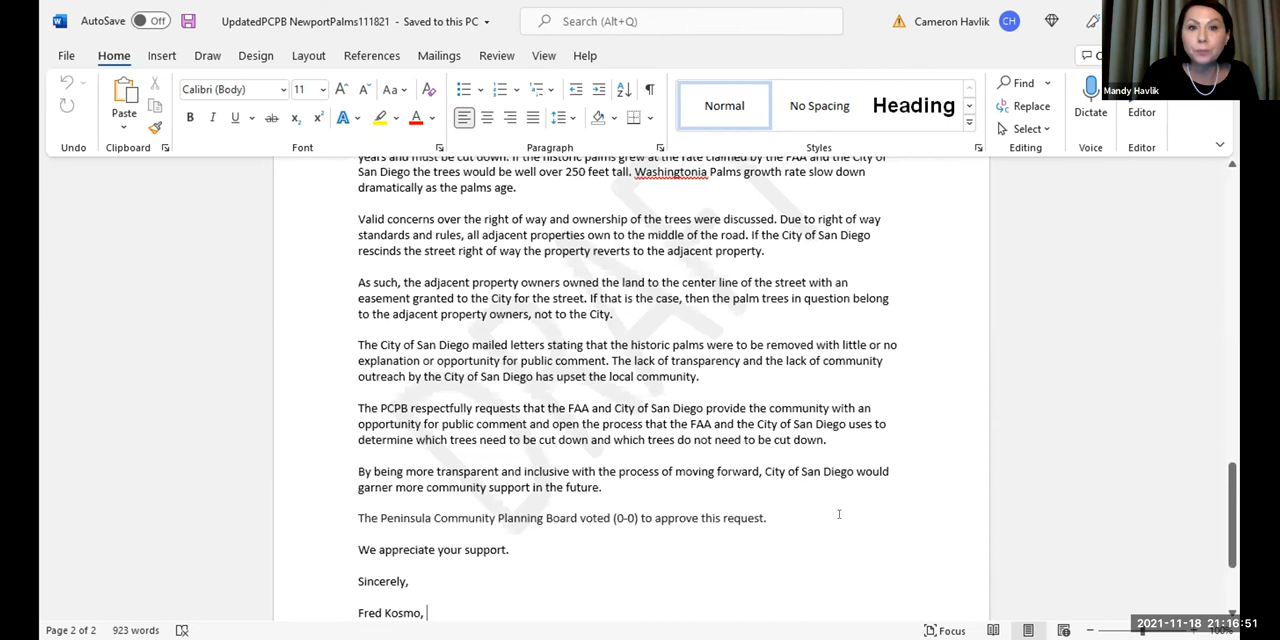 AutoSave Off UpdatedPCPB NewportPalms111821 - Saved to this PC Search (Alt+Q) Cameron Havlik CH
File Home Insert Draw Design Layout References Mailings Review View Help
Mandy Havlik
Paste
Calibri (Body) 11 A A Aa
B I U ab x₂ x² A A
Normal No Spacing Heading
Find
Replace
Select
Dictate
Editor
Undo Clipboard Font Paragraph Styles Editing Voice Editor
years and must be cut down. If the historic palms grew at the rate claimed by the FAA and the City of
San Diego the trees would be well over 250 feet tall. Washingtonia Palms growth rate slow down
dramatically as the palms age.
Valid concerns over the right of way and ownership of the trees were discussed. Due to right of way
standards and rules, all adjacent properties own to the middle of the road. If the City of San Diego
rescinds the street right of way the property reverts to the adjacent property.
As such, the adjacent property owners owned the land to the center line of the street with an
easement granted to the City for the street. If that is the case, then the palm trees in question belong
to the adjacent property owners, not to the City.
The City of San Diego mailed letters stating that the historic palms were to be removed with little or no
explanation or opportunity for public comment. The lack of transparency and the lack of community
outreach by the City of San Diego has upset the local community.
The PCPB respectfully requests that the FAA and City of San Diego provide the community with an
opportunity for public comment and open the process that the FAA and the City of San Diego uses to
determine which trees need to be cut down and which trees do not need to be cut down.
By being more transparent and inclusive with the process of moving forward, City of San Diego would
garner more community support in the future.
The Peninsula Community Planning Board voted (0-0) to approve this request.
We appreciate your support.
Sincerely,
Fred Kosmo,
DRAFT
Page 2 of 2 923 words Focus 100%
2021-11-18 21:16:51